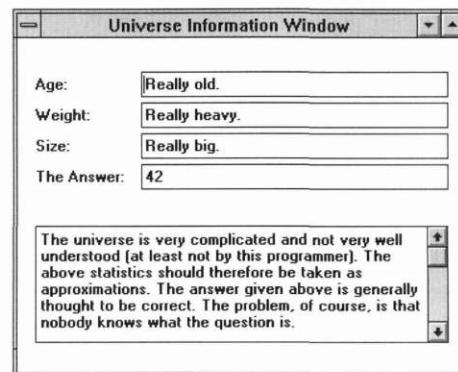 Universe Information Window
Age: Really old.
Weight: Really heavy.
Size: Really big.
The Answer: 42
The universe is very complicated and not very well
understood (at least not by this programmer). The
above statistics should therefore be taken as
approximations. The answer given above is generally
thought to be correct. The problem, of course, is that
nobody knows what the question is.